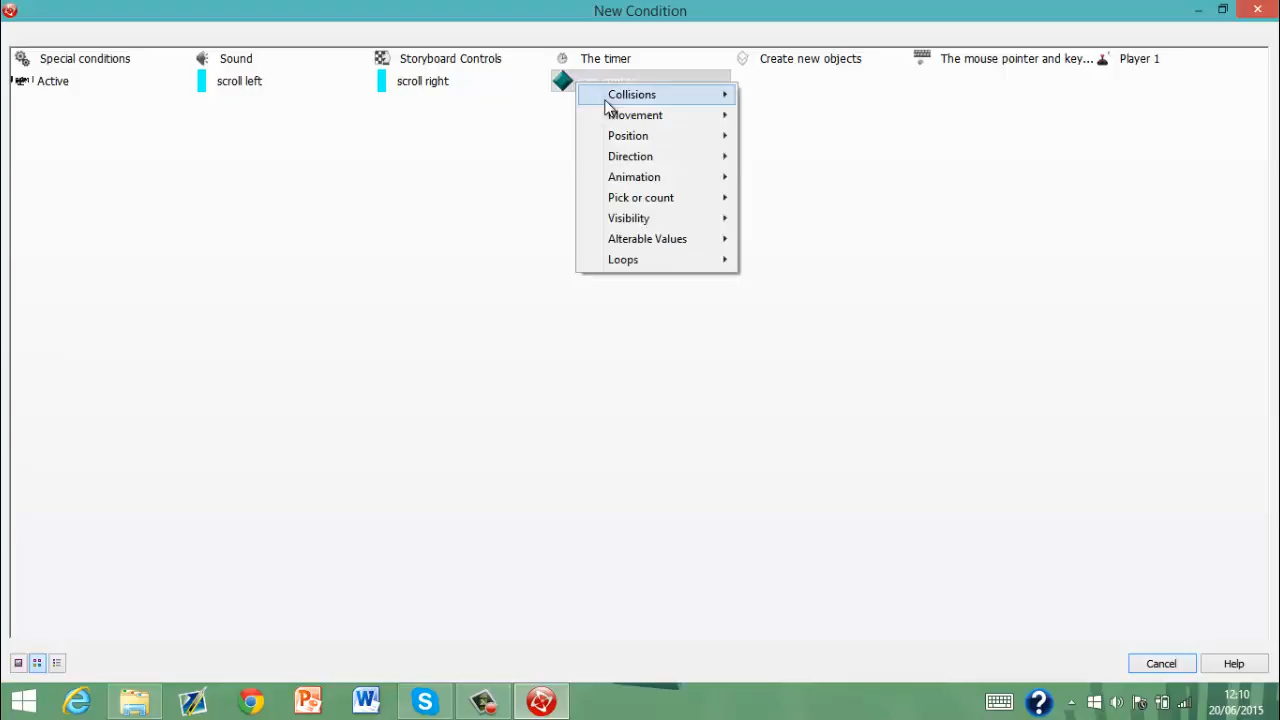 New Condition
Special conditions
Sound
Storyboard Controls
The timer
Create new objects
The mouse pointer and key...
Player 1
Active
scroll left
scroll right
Collisions
Movement
Position
Direction
Animation
Pick or count
Visibility
Alterable Values
Loops
Cancel
Help
12:10
20/06/2015